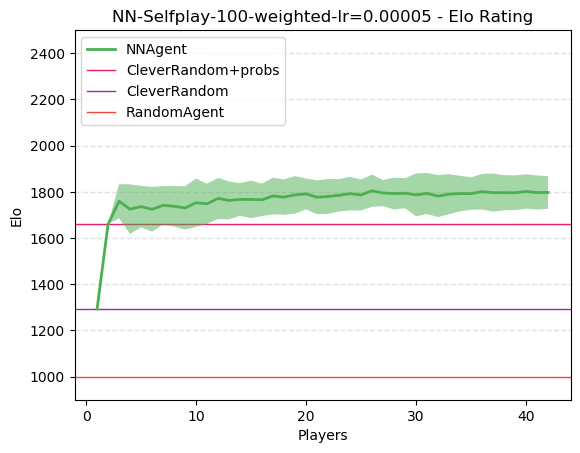 NN-Selfplay-100-weighted-lr=0.00005 - Elo Rating
NNAgent
CleverRandom+probs
CleverRandom
RandomAgent
2400
2200
2000
1800
1600
1400
1200
1000
Elo
0 10 20 30 40
Players